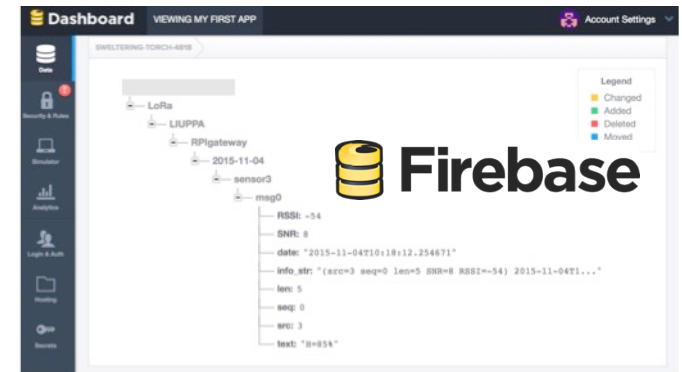 Dashboard VIEWING MY FIRST APP Account Settings
SWELTERING-TORCH-4818
Data
Security & Rules
Simulator
Analytics
Login & Auth
Hosting
Secrets
Legend
Changed
Added
Deleted
Moved
LoRa
LIUPPA
RPIgateway
2015-11-04
sensor3
msg0
RSSI: -54
SNR: 8
date: "2015-11-04T10:18:12.254671"
info_str: "(src=3 seq=0 len=5 SNR=8 RSSI=-54) 2015-11-04T1..."
len: 5
seq: 0
src: 3
text: "H=85%"
Firebase